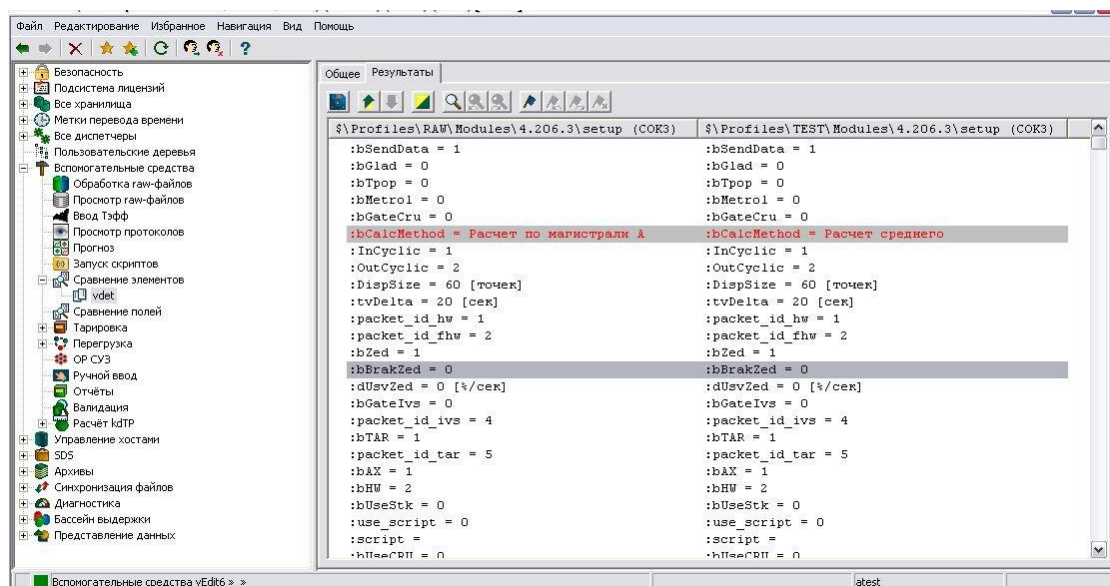 Файл Редактирование Избранное Навигация Вид Помощь
Безопасность
Подсистема лицензий
Все хранилища
Метки перевода времени
Все диспетчеры
Пользовательские деревья
Вспомогательные средства
Обработка raw-файлов
Просмотр raw-файлов
Ввод Тэфф
Просмотр протоколов
Прогноз
Запуск скриптов
Сравнение элементов
vdet
Сравнение полей
Тарировка
Перегрузка
ОР СУЗ
Ручной ввод
Отчёты
Валидация
Расчёт kdTP
Управление хостами
SDS
Архивы
Синхронизация файлов
Диагностика
Бассейн выдержки
Представление данных
Общее Результаты
$\Profiles\RAW\Modules\4.206.3\setup (СОК3) $\Profiles\TEST\Modules\4.206.3\setup (СОК3)
:bSendData = 1 :bSendData = 1
:bGlad = 0 :bGlad = 0
:bTpop = 0 :bTpop = 0
:bMetrol = 0 :bMetrol = 0
:bGateCru = 0 :bGateCru = 0
:bCalcMethod = Расчет по магистрали А :bCalcMethod = Расчет среднего
:InCyclic = 1 :InCyclic = 1
:OutCyclic = 2 :OutCyclic = 2
:DispSize = 60 [точек] :DispSize = 60 [точек]
:tvDelta = 20 [сек] :tvDelta = 20 [сек]
:packet_id_hw = 1 :packet_id_hw = 1
:packet_id_fhw = 2 :packet_id_fhw = 2
:bZed = 1 :bZed = 1
:bBrakZed = 0 :bBrakZed = 0
:dUsvZed = 0 [%/сек] :dUsvZed = 0 [%/сек]
:bGateIvs = 0 :bGateIvs = 0
:packet_id_ivs = 4 :packet_id_ivs = 4
:bTAR = 1 :bTAR = 1
:packet_id_tar = 5 :packet_id_tar = 5
:bAX = 1 :bAX = 1
:bHW = 2 :bHW = 2
:bUseStk = 0 :bUseStk = 0
:use_script = 0 :use_script = 0
:script = :script =
:bUseCRU = 0 :bUseCRU = 0
Вспомогательные средства vEdit6 » » atest